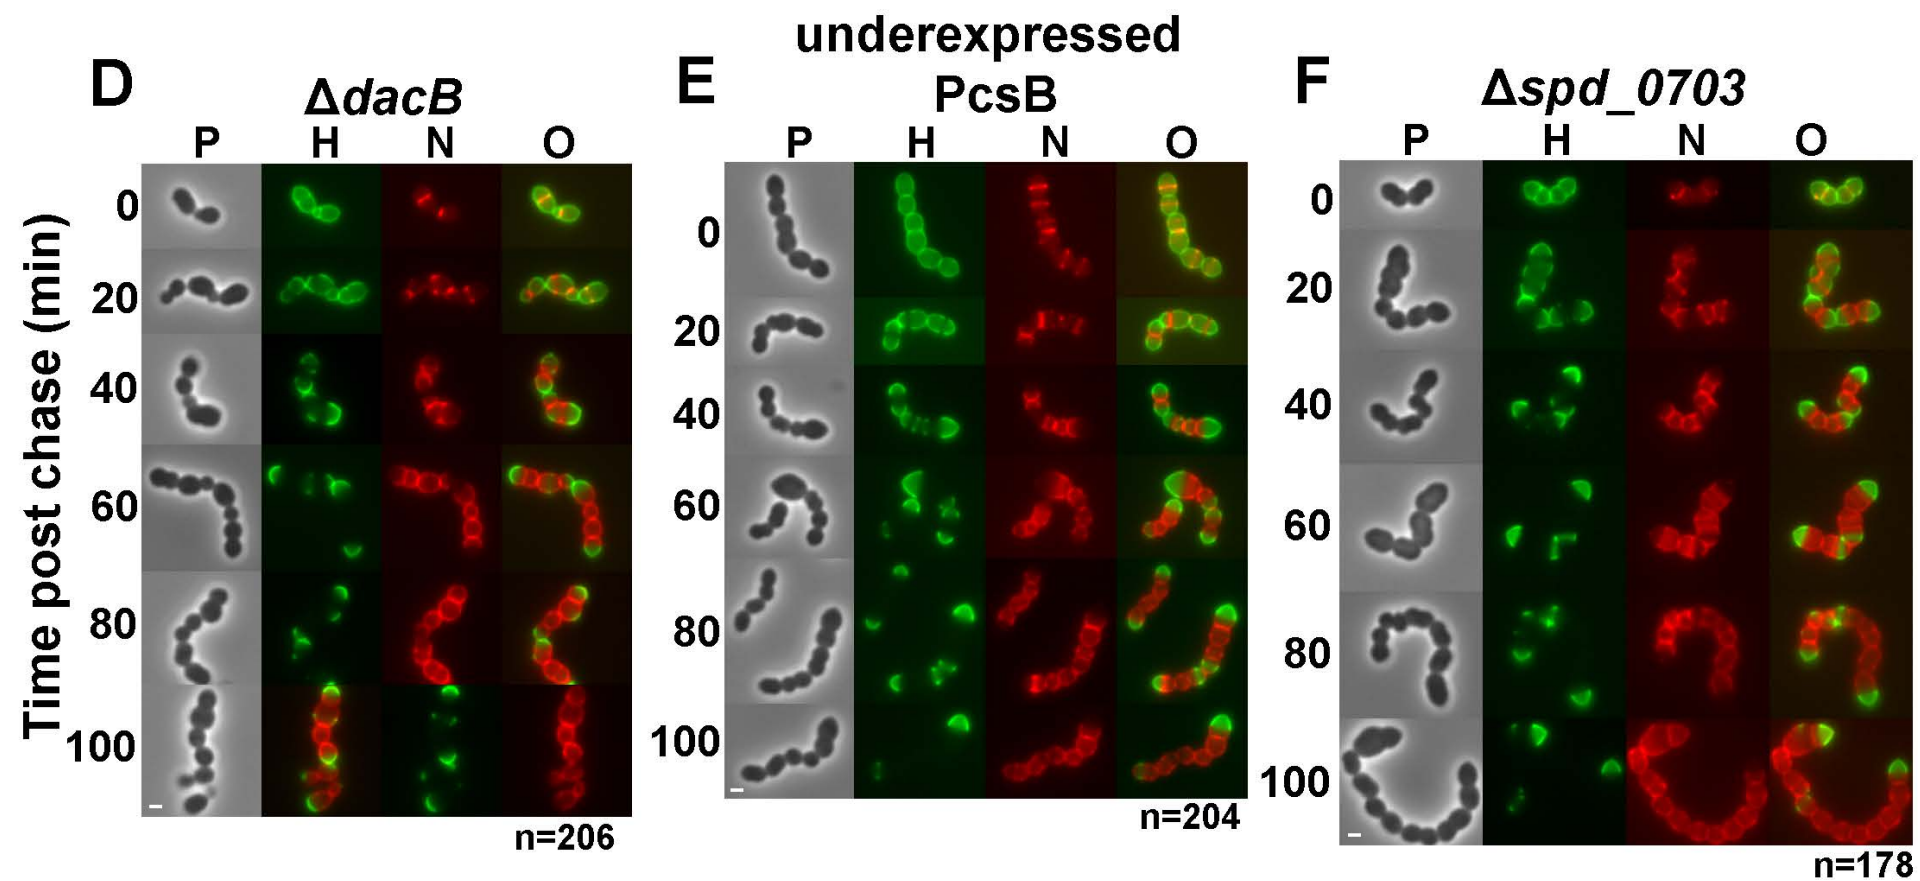 underexpressed
D ΔdacB E PcsB F Δspd_0703
P H N O P H N O P H N O
Time post chase (min)
0
20
40
60
80
100
n=206
0
20
40
60
80
100
n=204
0
20
40
60
80
100
n=178